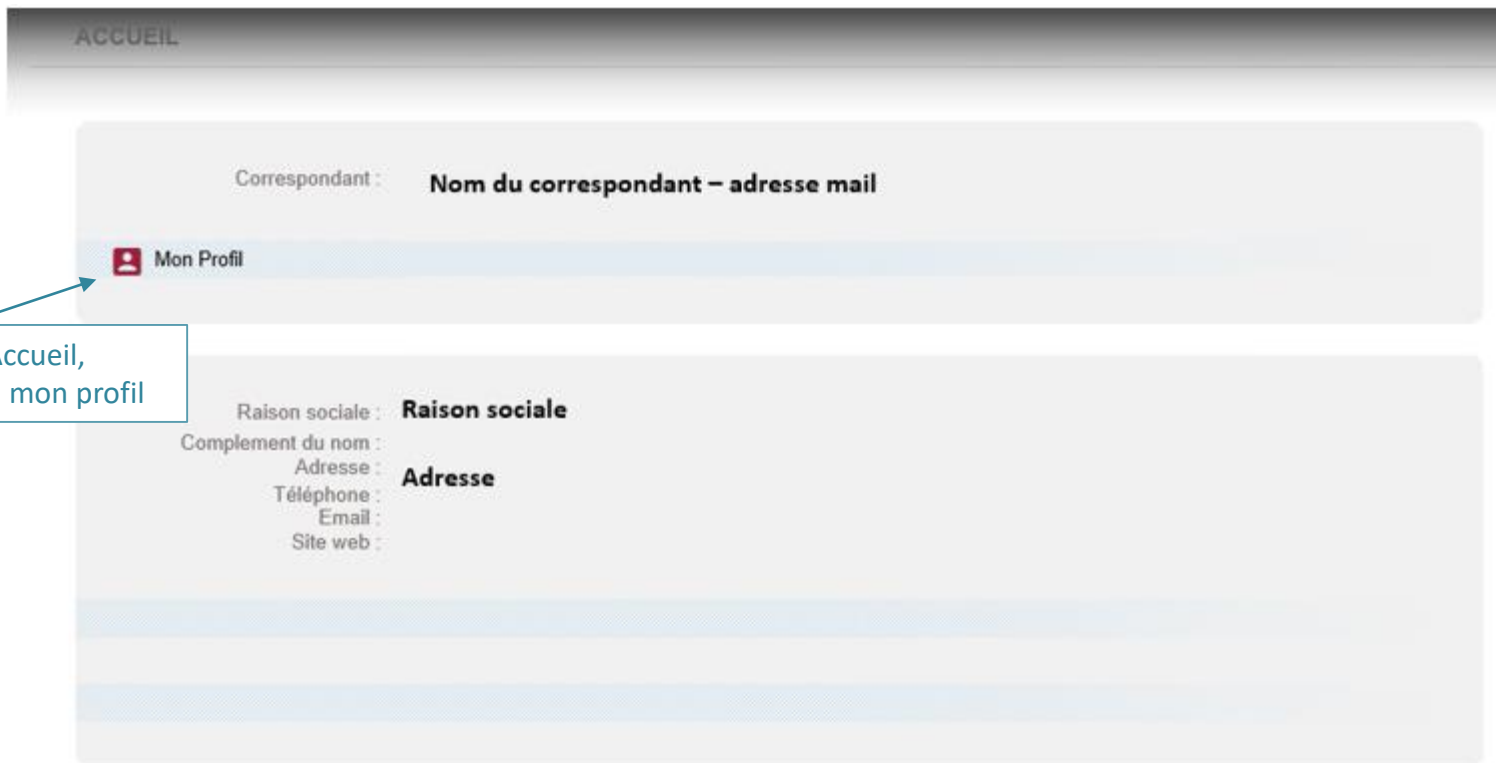 ACCUEIL
Correspondant : Nom du correspondant – adresse mail
Mon Profil
Accueil,
mon profil
Raison sociale : Raison sociale
Complement du nom :
Adresse : Adresse
Téléphone :
Email :
Site web :